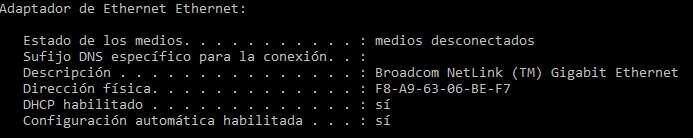 Adaptador de Ethernet Ethernet:
Estado de los medios. . . . . . . . . . . : medios desconectados
Sufijo DNS específico para la conexión. . :
Descripción . . . . . . . . . . . . . . . : Broadcom NetLink (TM) Gigabit Ethernet
Dirección física. . . . . . . . . . . . . : F8-A9-63-06-BE-F7
DHCP habilitado . . . . . . . . . . . . . : sí
Configuración automática habilitada . . . : sí